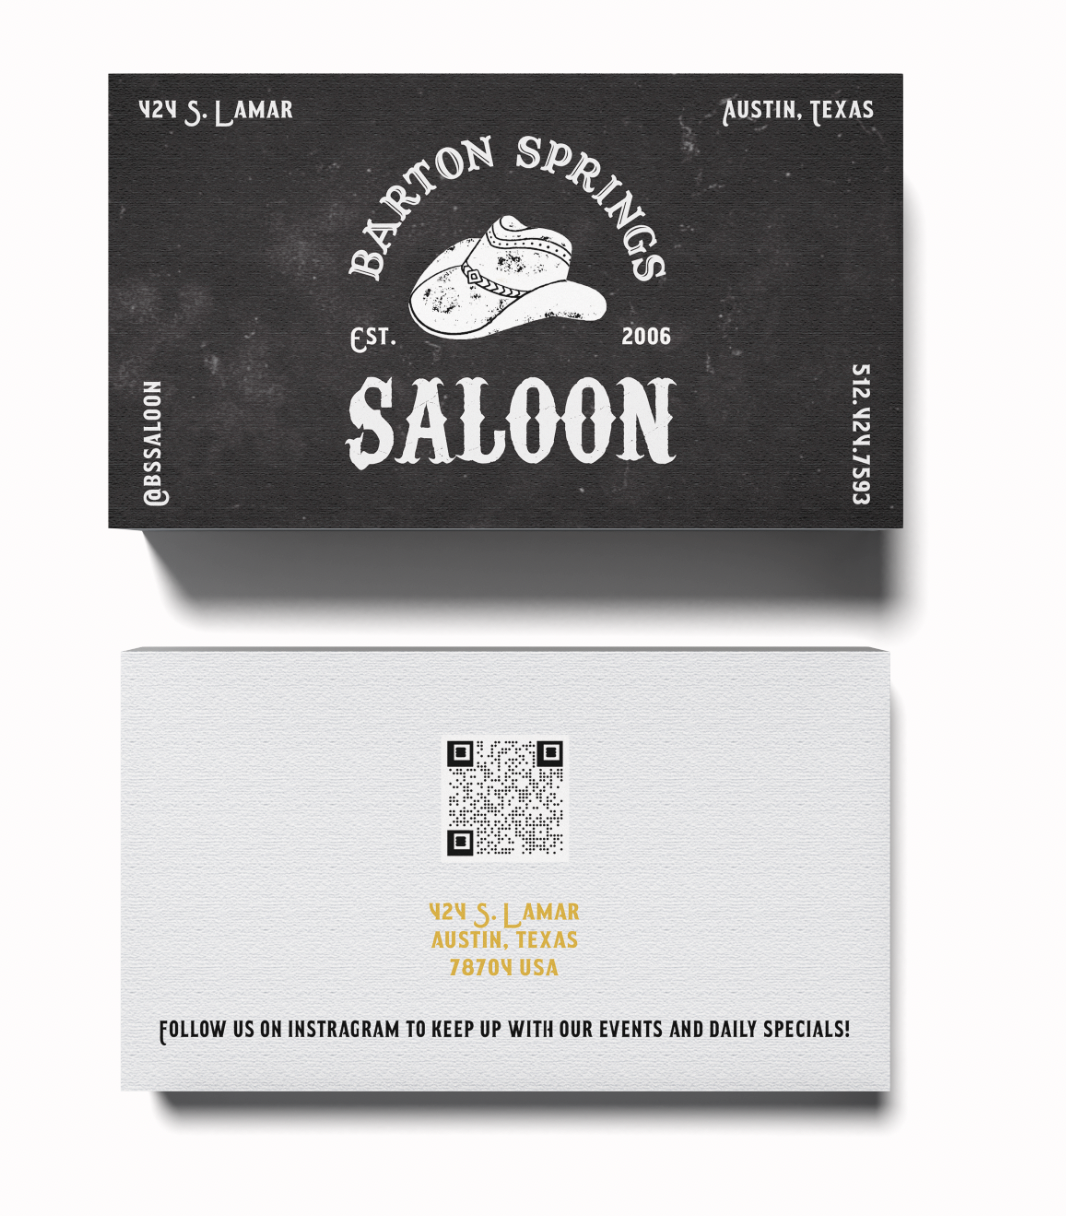 424 S. LAMAR
AUSTIN, TEXAS
BARTON SPRINGS
EST. 2006
SALOON
@BSSALOON
512.424.7593
424 S. LAMAR
AUSTIN, TEXAS
78704 USA
FOLLOW US ON INSTRAGRAM TO KEEP UP WITH OUR EVENTS AND DAILY SPECIALS!